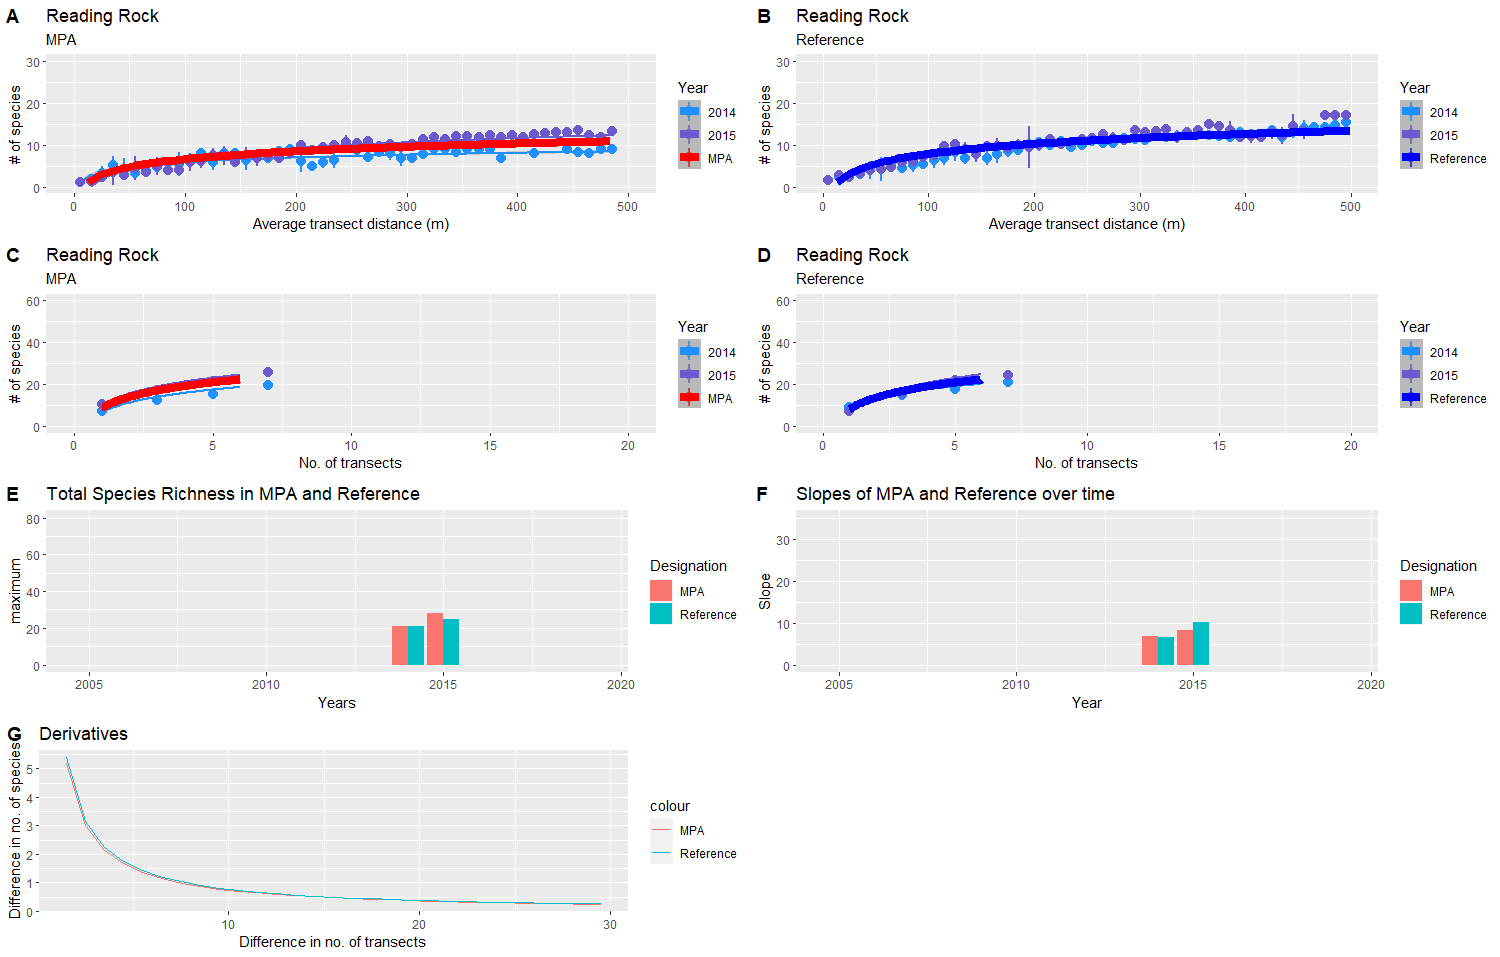 A Reading Rock
MPA
30
20
10
0
# of species
0 100 200 300 400 500
Average transect distance (m)
Year
2014
2015
MPA
B Reading Rock
Reference
30
20
10
0
# of species
0 100 200 300 400 500
Average transect distance (m)
Year
2014
2015
Reference
C Reading Rock
MPA
60
40
20
0
# of species
0 5 10 15 20
No. of transects
Year
2014
2015
MPA
D Reading Rock
Reference
60
40
20
0
# of species
0 5 10 15 20
No. of transects
Year
2014
2015
Reference
E Total Species Richness in MPA and Reference
80
60
40
20
0
maximum
2005 2010 2015 2020
Years
Designation
MPA
Reference
F Slopes of MPA and Reference over time
30
20
10
0
Slope
2005 2010 2015 2020
Year
Designation
MPA
Reference
G Derivatives
5
4
3
2
1
0
Difference in no. of species
10 20 30
Difference in no. of transects
colour
MPA
Reference